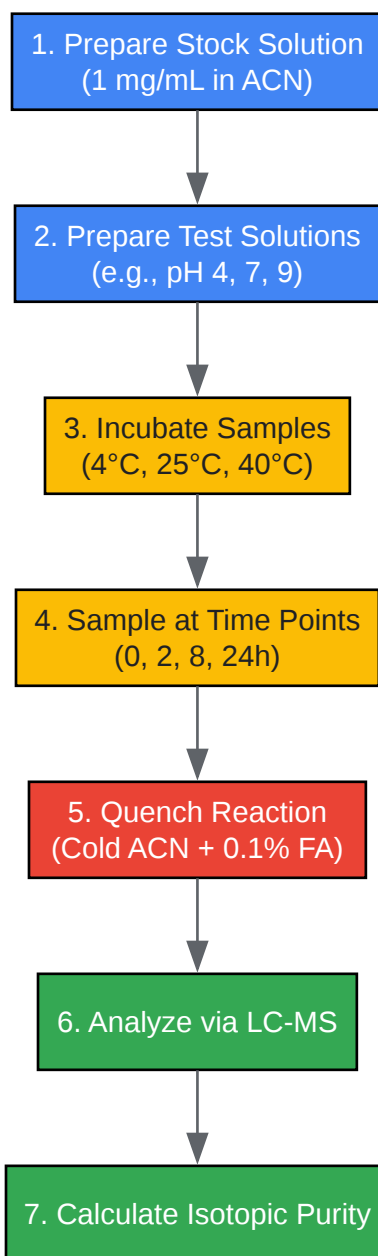 1. Prepare Stock Solution
(1 mg/mL in ACN)
2. Prepare Test Solutions
(e.g., pH 4, 7, 9)
3. Incubate Samples
(4°C, 25°C, 40°C)
4. Sample at Time Points
(0, 2, 8, 24h)
5. Quench Reaction
(Cold ACN + 0.1% FA)
6. Analyze via LC-MS
7. Calculate Isotopic Purity